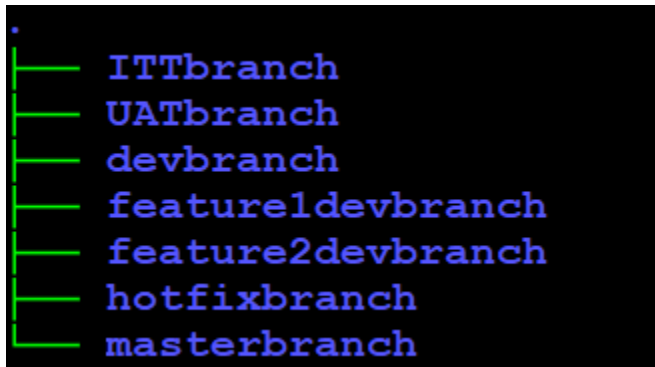 .
├── ITTbranch
├── UATbranch
├── devbranch
├── feature1devbranch
├── feature2devbranch
├── hotfixbranch
└── masterbranch